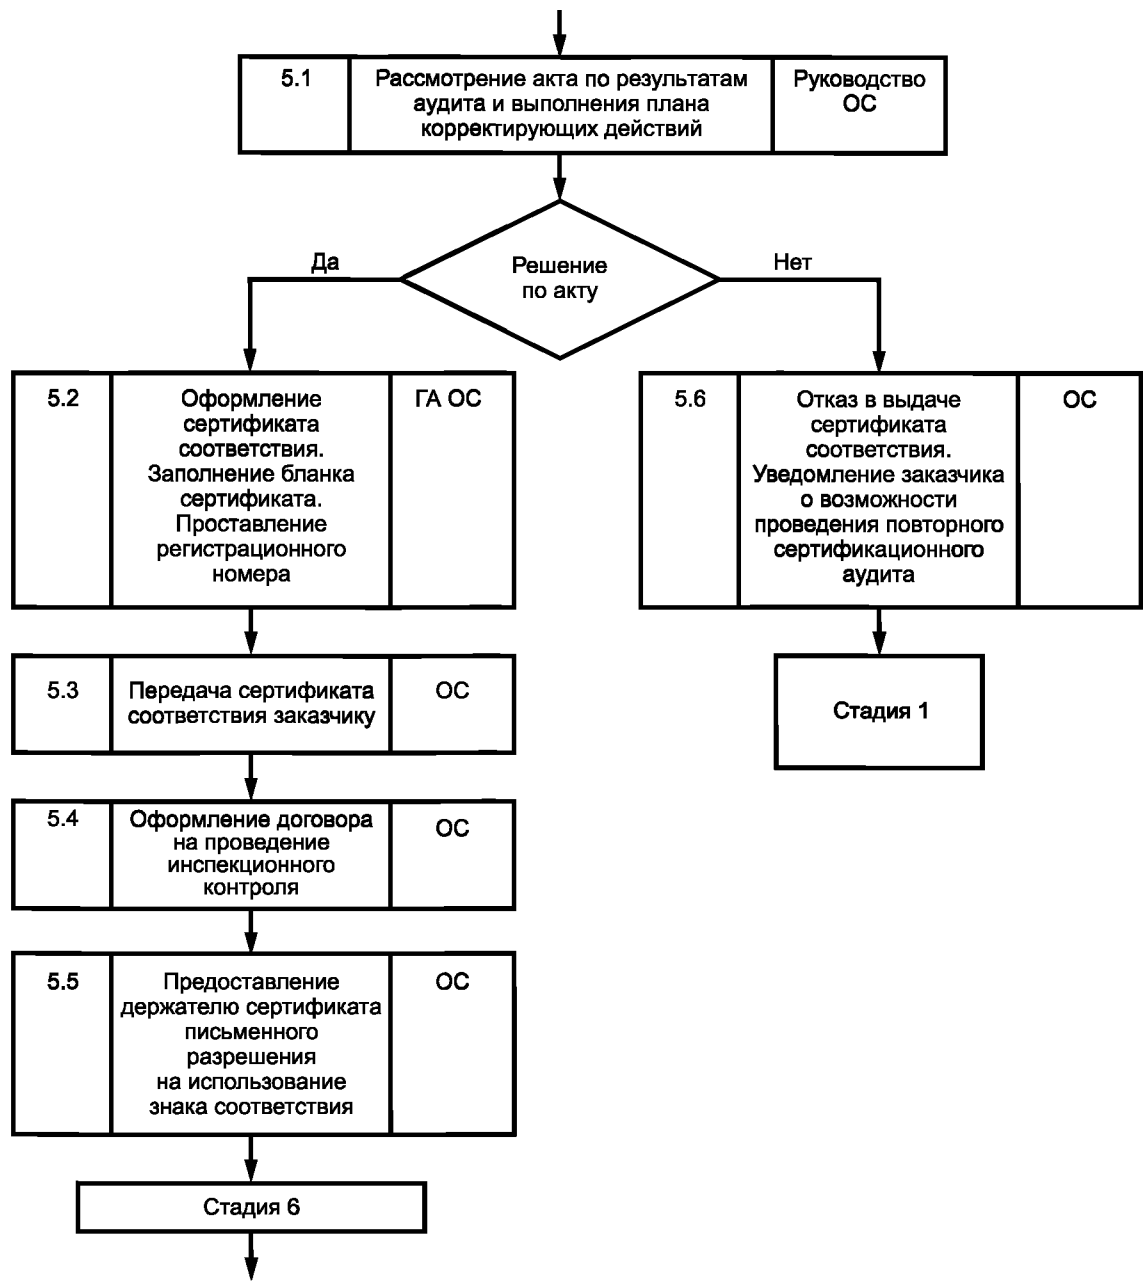 5.1
Рассмотрение акта по результатам
аудита и выполнения плана
корректирующих действий
Руководство
ОС
Решение
по акту
Да
Нет
5.2
Оформление
сертификата
соответствия.
Заполнение бланка
сертификата.
Проставление
регистрационного
номера
ГА ОС
5.6
Отказ в выдаче
сертификата
соответствия.
Уведомление заказчика
о возможности
проведения повторного
сертификационного
аудита
ОС
5.3
Передача сертификата
соответствия заказчику
ОС
Стадия 1
5.4
Оформление договора
на проведение
инспекционного
контроля
ОС
5.5
Предоставление
держателю сертификата
письменного
разрешения
на использование
знака соответствия
ОС
Стадия 6